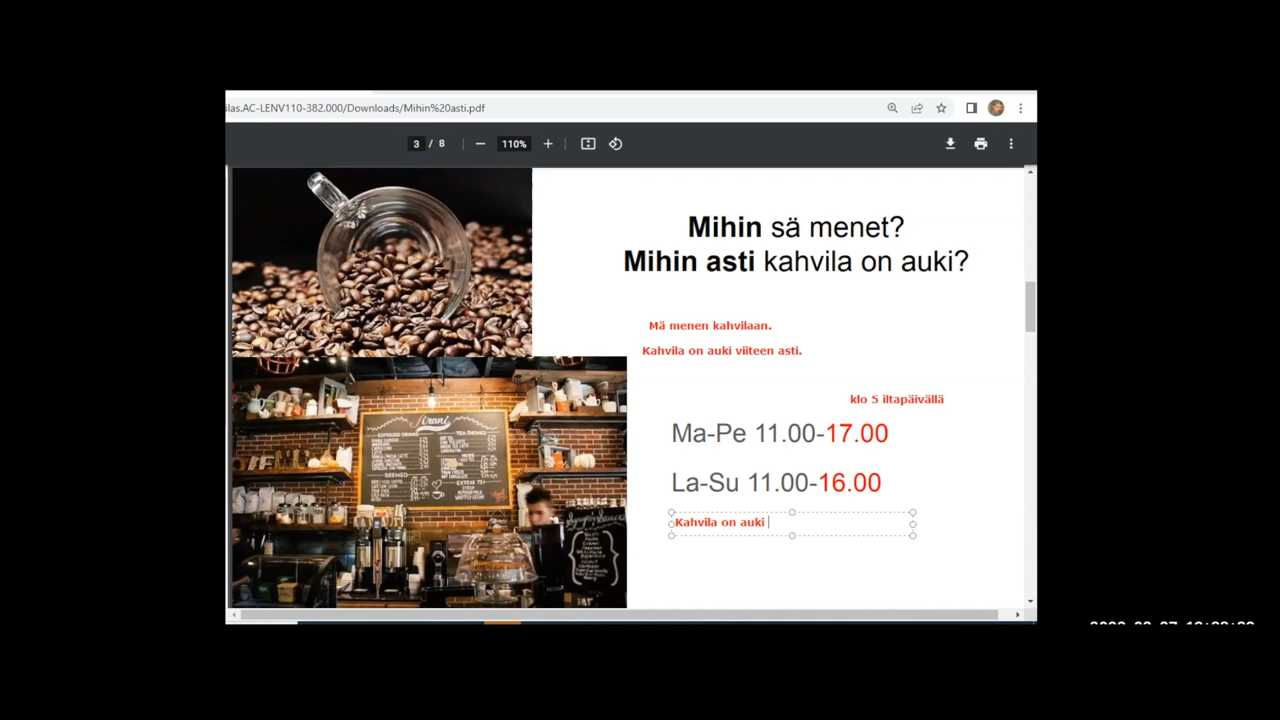 ilas.AC-LENV110-382.000/Downloads/Mihin%20asti.pdf
3 / 8
110%
Mihin sä menet?
Mihin asti kahvila on auki?
Mä menen kahvilaan.
Kahvila on auki viiteen asti.
klo 5 iltapäivällä
Ma-Pe 11.00-17.00
La-Su 11.00-16.00
Kahvila on auki